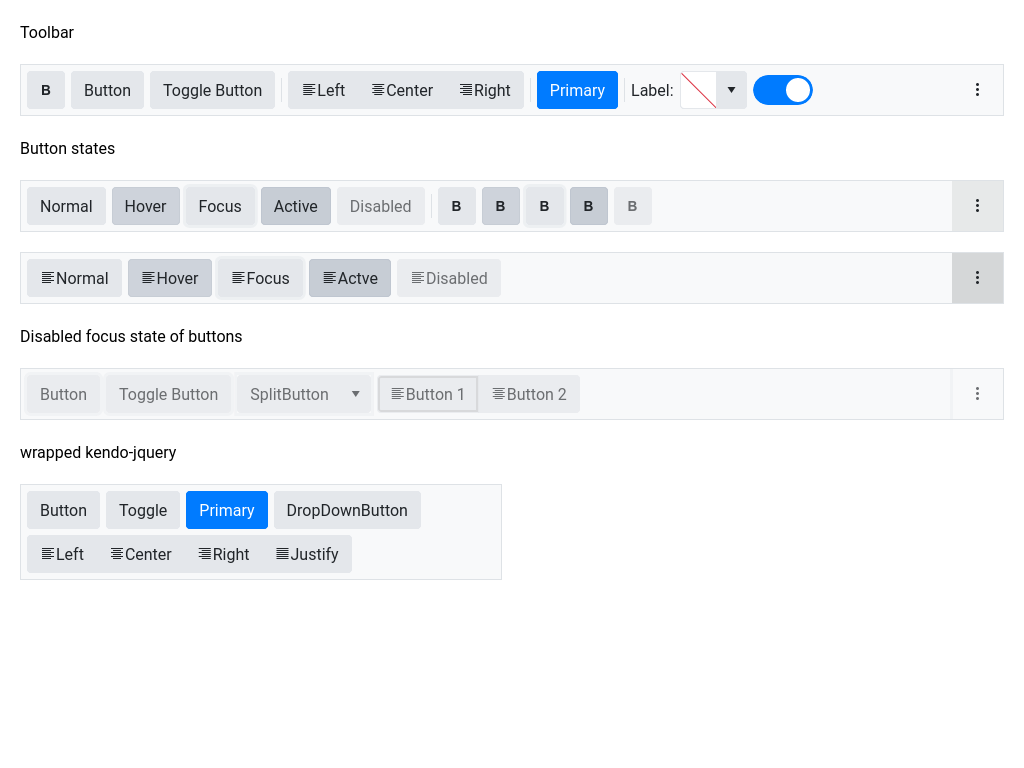 Toolbar
B Button Toggle Button Left Center Right Primary Label:
Button states
Normal Hover Focus Active Disabled B B B B B
Normal Hover Focus Actve Disabled
Disabled focus state of buttons
Button Toggle Button SplitButton Button 1 Button 2
wrapped kendo-jquery
Button Toggle Primary DropDownButton
Left Center Right Justify